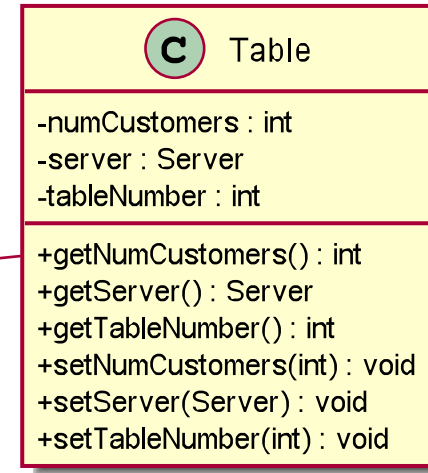 C Table
-numCustomers : int
-server : Server
-tableNumber : int
+getNumCustomers() : int
+getServer() : Server
+getTableNumber() : int
+setNumCustomers(int) : void
+setServer(Server) : void
+setTableNumber(int) : void